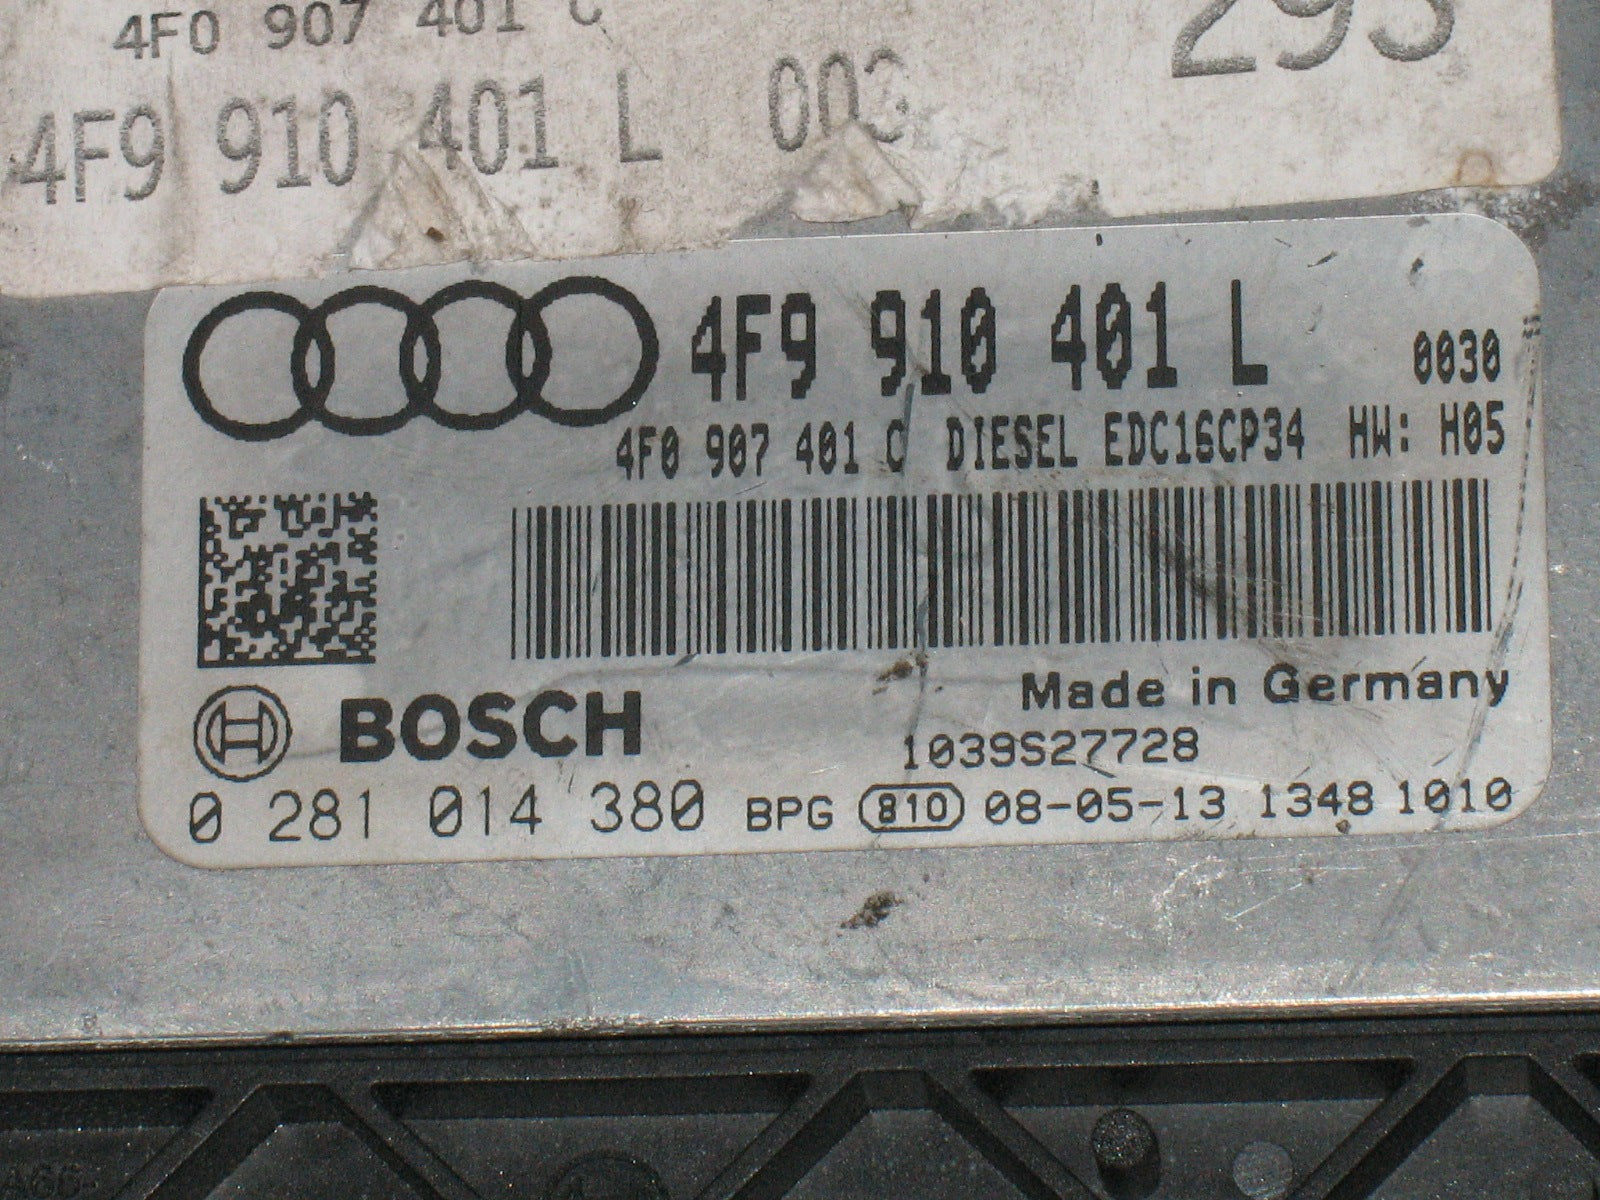 4F0 907 401 C
293
4F9 910 401 L 003
4F9 910 401 L 0030
4F0 907 401 C DIESEL EDC16CP34 HW: H05
Made in Germany
BOSCH
1039S27728
0 281 014 380 BPG 810 08-05-13 1348 1010